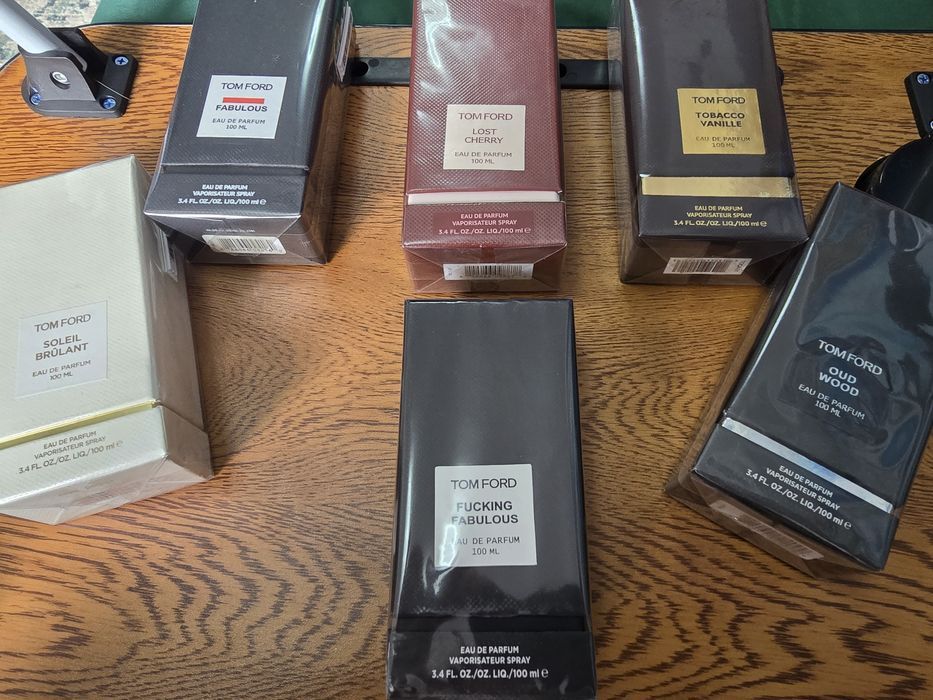 TOM FORD
FABULOUS
EAU DE PARFUM
100 ML
EAU DE PARFUM
VAPORISATEUR SPRAY
3.4 FL. OZ./OZ. LIQ./100 ml e
TOM FORD
LOST
CHERRY
EAU DE PARFUM
100 ML
EAU DE PARFUM
VAPORISATEUR SPRAY
3.4 FL. OZ./OZ. LIQ./100 ml e
TOM FORD
TOBACCO
VANILLE
EAU DE PARFUM
100 ML
EAU DE PARFUM
VAPORISATEUR SPRAY
3.4 FL. OZ./OZ. LIQ./100 ml e
TOM FORD
SOLEIL
BRÛLANT
EAU DE PARFUM
100 ML
EAU DE PARFUM
VAPORISATEUR SPRAY
3.4 FL. OZ./OZ. LIQ./100 ml e
TOM FORD
OUD
WOOD
EAU DE PARFUM
100 ML
EAU DE PARFUM
VAPORISATEUR SPRAY
3.4 FL. OZ./OZ. LIQ./100 ml e
TOM FORD
FUCKING
FABULOUS
EAU DE PARFUM
100 ML
EAU DE PARFUM
VAPORISATEUR SPRAY
3.4 FL. OZ./OZ. LIQ./100 ml e